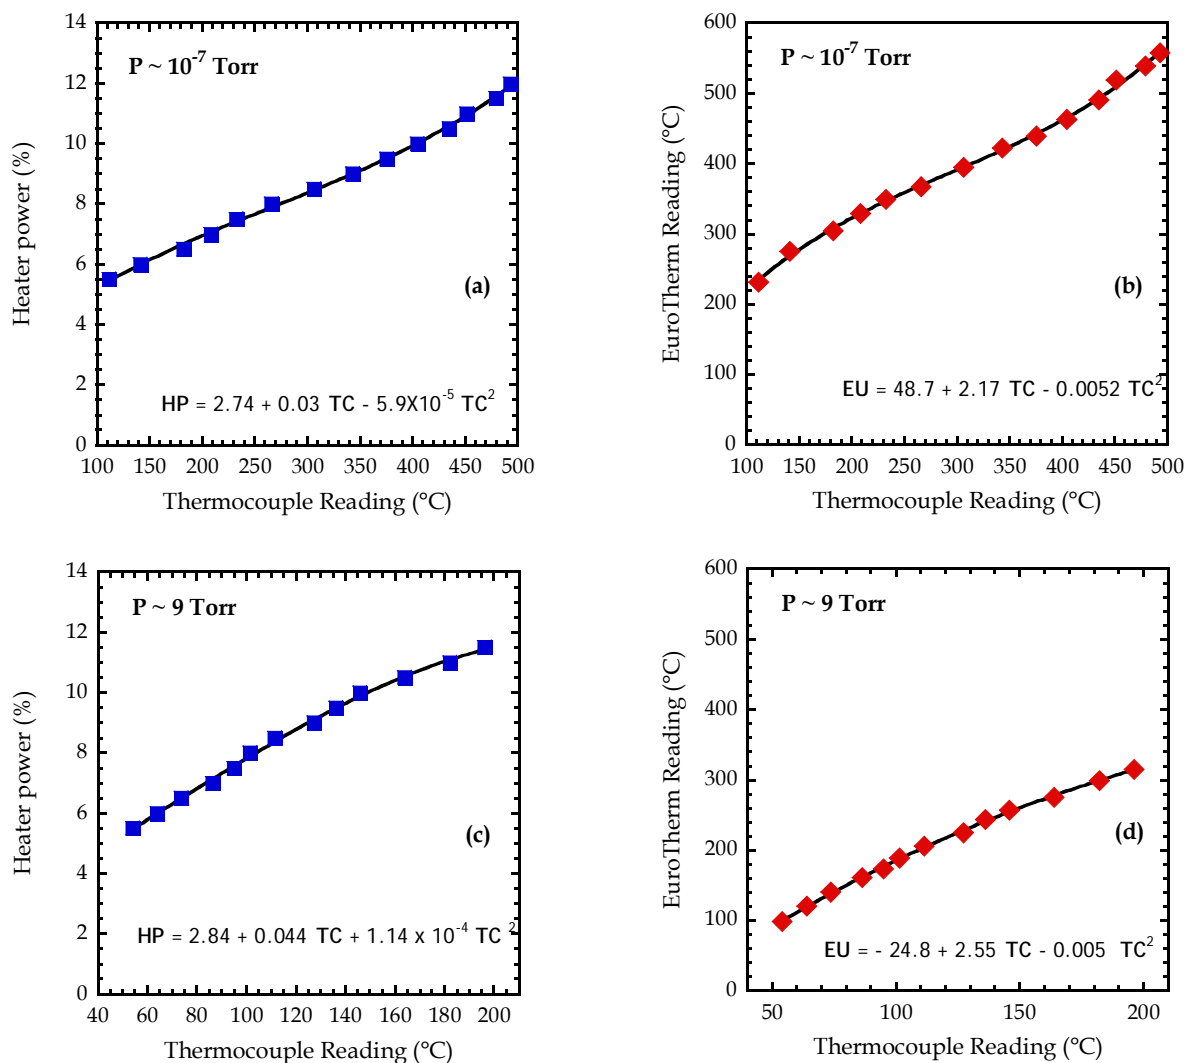 14
12
10
8
6
4
2
0
Heater power (%)
P ~ 10⁻⁷ Torr
(a)
HP = 2.74 + 0.03 TC - 5.9X10⁻⁵ TC²
100 150 200 250 300 350 400 450 500
Thermocouple Reading (°C)
600
500
400
300
200
100
0
EuroTherm Reading (°C)
P ~ 10⁻⁷ Torr
(b)
EU = 48.7 + 2.17 TC - 0.0052 TC²
100 150 200 250 300 350 400 450 500
Thermocouple Reading (°C)
14
12
10
8
6
4
2
0
Heater power (%)
P ~ 9 Torr
(c)
HP = 2.84 + 0.044 TC + 1.14 x 10⁻⁴ TC²
40 60 80 100 120 140 160 180 200
Thermocouple Reading (°C)
600
500
400
300
200
100
0
EuroTherm Reading (°C)
P ~ 9 Torr
(d)
EU = - 24.8 + 2.55 TC - 0.005 TC²
50 100 150 200
Thermocouple Reading (°C)